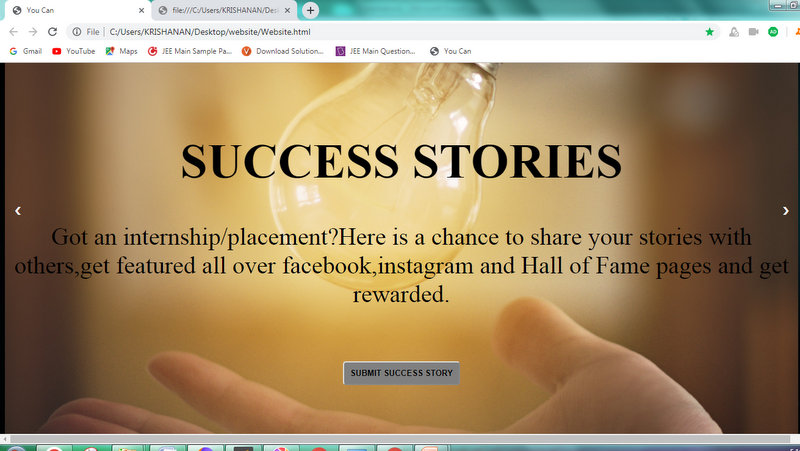 You Can
file:///C:/Users/KRISHANAN/Des
File
C:/Users/KRISHANAN/Desktop/website/Website.html
Gmail
YouTube
Maps
JEE Main Sample Pa...
Download Solution...
JEE Main Question...
You Can
SUCCESS STORIES
Got an internship/placement?Here is a chance to share your stories with
others,get featured all over facebook,instagram and Hall of Fame pages and get
rewarded.
SUBMIT SUCCESS STORY